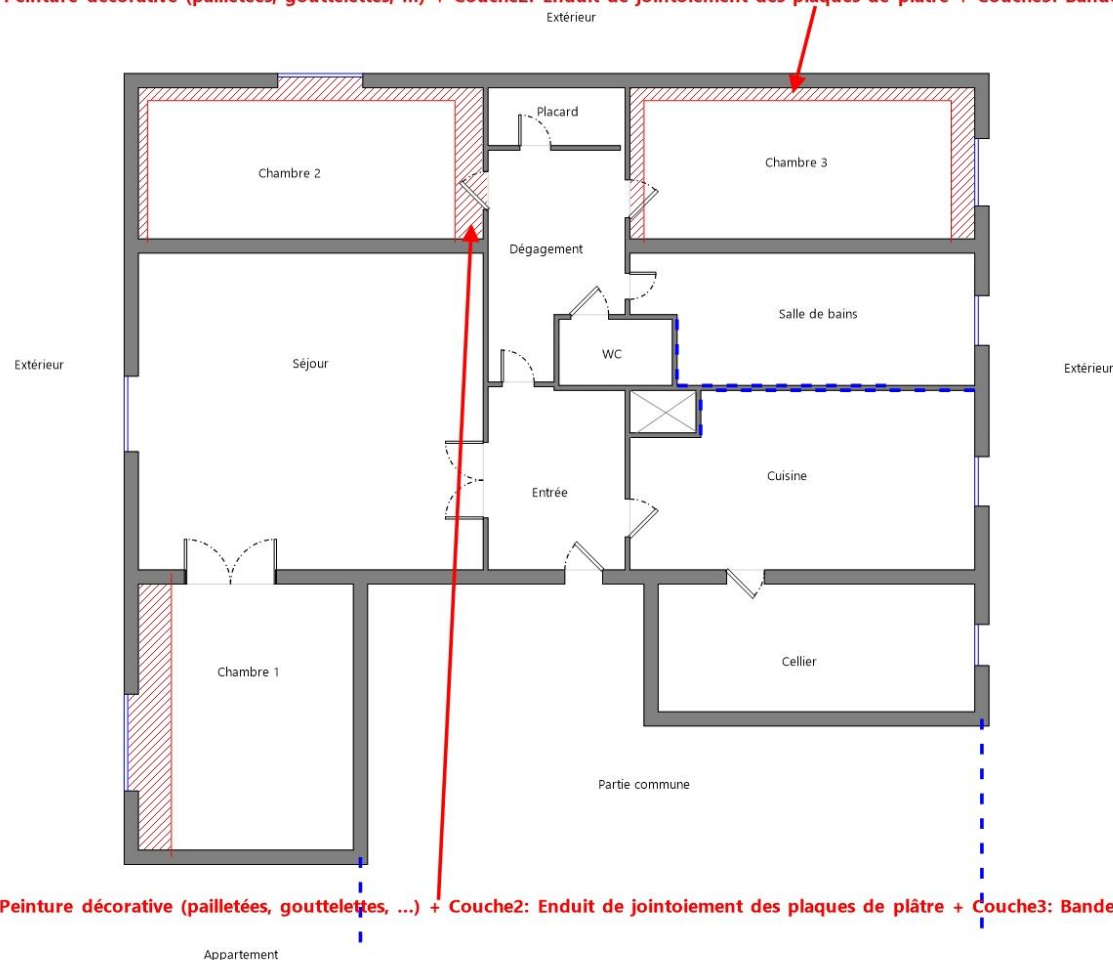 Peinture décorative (pailletées, gouttelettes, ...) + Couche2: Enduit de jointoiement des plaques de plâtre + Couche3: Bande
Extérieur
Placard
Chambre 2
Chambre 3
Dégagement
Salle de bains
WC
Extérieur
Séjour
Extérieur
Cuisine
Entrée
Cellier
Chambre 1
Partie commune
Peinture décorative (pailletées, gouttelettes, ...) + Couche2: Enduit de jointoiement des plaques de plâtre + Couche3: Bande
Appartement